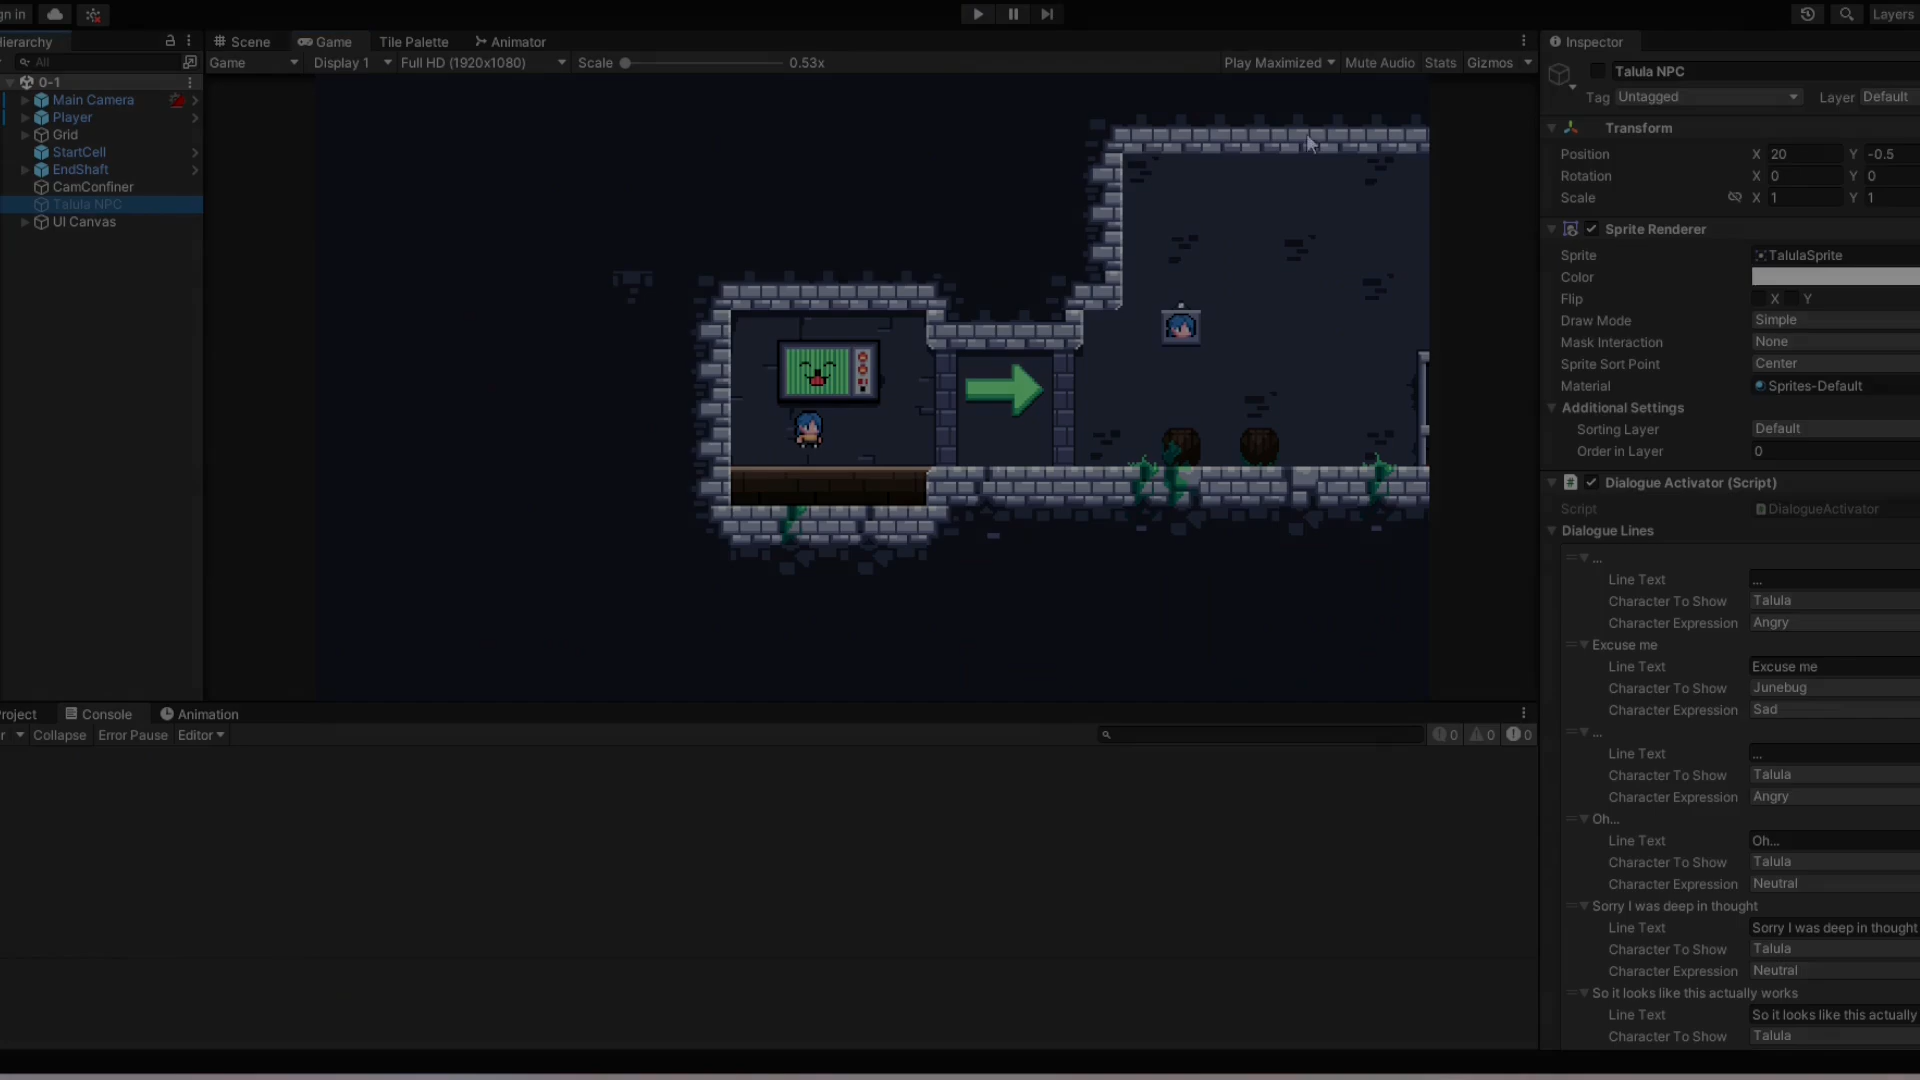 gn in
Layers
Hierarchy
Scene
Game
Tile Palette
Animator
Inspector
All
Game
Display 1
Full HD (1920x1080)
Scale
0.53x
Play Maximized
Mute Audio
Stats
Gizmos
Talula NPC
Tag
Untagged
Layer
Default
0-1
Main Camera
Player
Grid
StartCell
EndShaft
CamConfiner
Talula NPC
UI Canvas
Transform
Position
X
20
Y
-0.5
Rotation
X
0
Y
0
Scale
X
1
Y
1
Sprite Renderer
Sprite
TalulaSprite
Color
Flip
X
Y
Draw Mode
Simple
Mask Interaction
None
Sprite Sort Point
Center
Material
Sprites-Default
Additional Settings
Sorting Layer
Default
Order in Layer
0
Dialogue Activator (Script)
Script
DialogueActivator
Dialogue Lines
...
Line Text
...
Character To Show
Talula
Character Expression
Angry
Excuse me
Line Text
Excuse me
Character To Show
Junebug
Character Expression
Sad
...
Line Text
...
Character To Show
Talula
Character Expression
Angry
Oh...
Line Text
Oh...
Character To Show
Talula
Character Expression
Neutral
Sorry I was deep in thought
Line Text
Sorry I was deep in thought
Character To Show
Talula
Character Expression
Neutral
So it looks like this actually works
Line Text
So it looks like this actually
Character To Show
Talula
roject
Console
Animation
r
Collapse
Error Pause
Editor
0
0
0